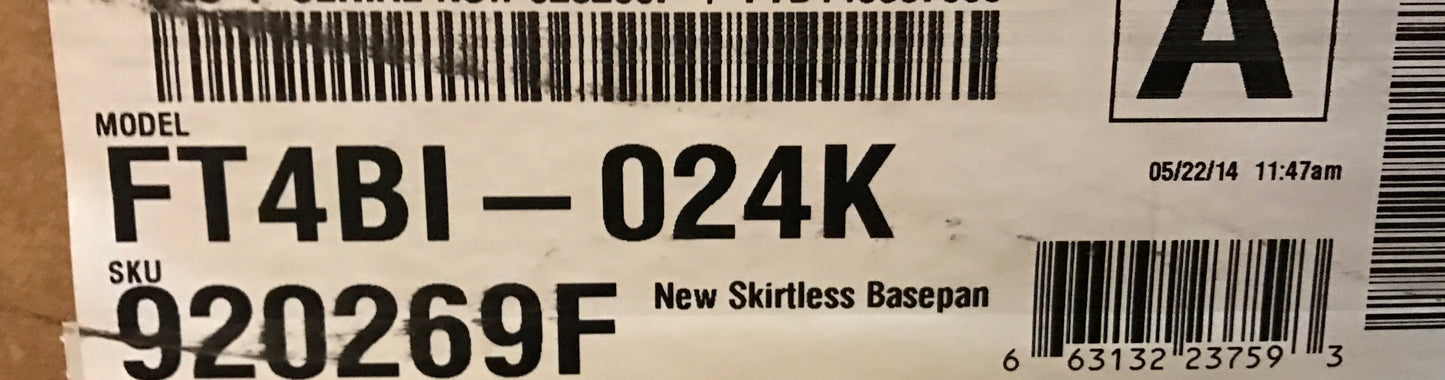 A
MODEL
FT4BI – 024K
05/22/14 11:47am
SKU
920269F New Skirtless Basepan
6 63132 23759 3